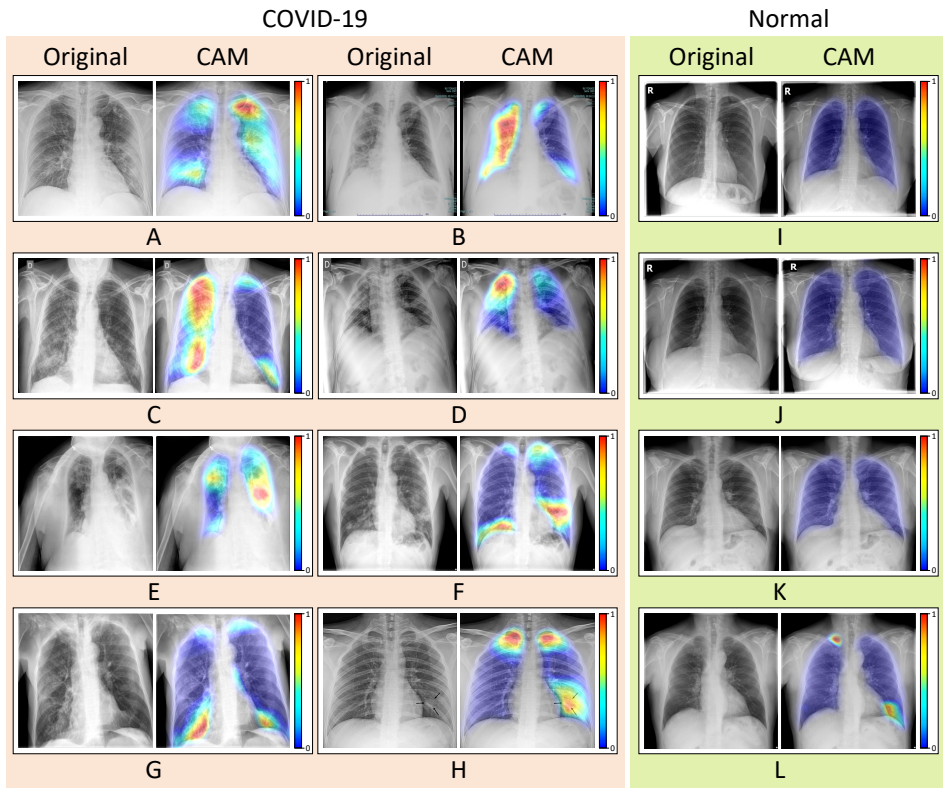 COVID-19 Normal
Original CAM Original CAM Original CAM
1 1 R 1
0 0 0
A B I
D 1 D D 1 R R 1
0 0 0
C D J
1 1 1
0 0 0
E F K
1 1 1
0 0 0
G H L